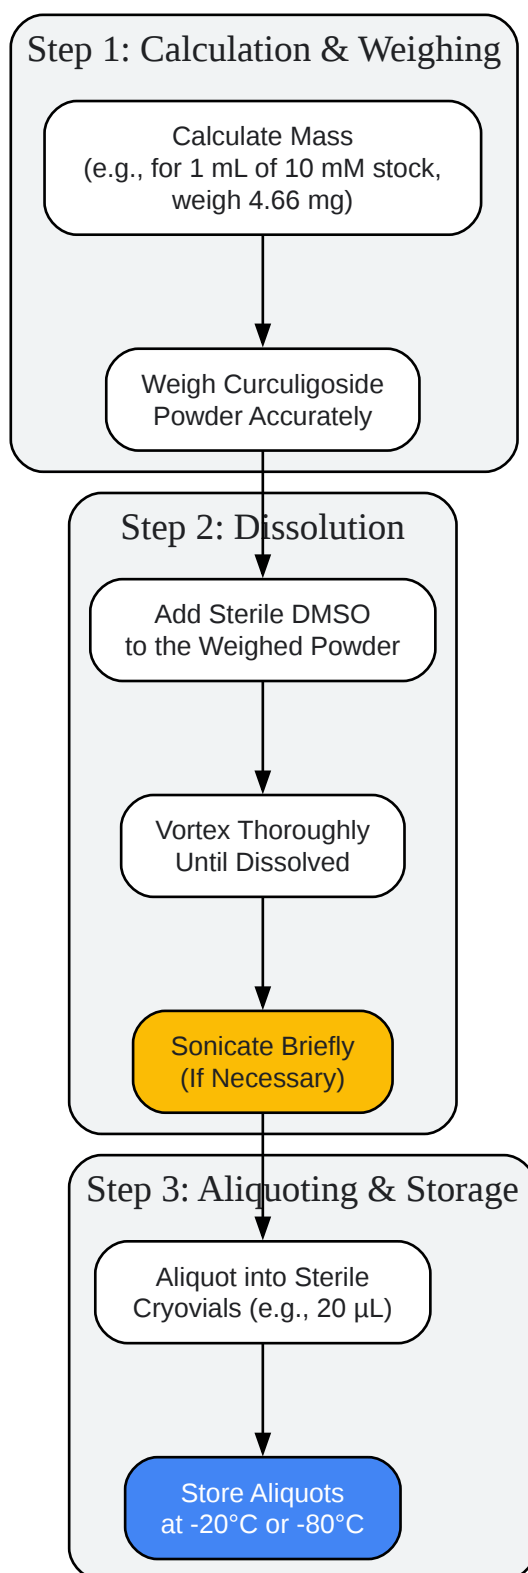 Step 1: Calculation & Weighing
Calculate Mass
(e.g., for 1 mL of 10 mM stock,
weigh 4.66 mg)
Weigh Curculigoside
Powder Accurately
Step 2: Dissolution
Add Sterile DMSO
to the Weighed Powder
Vortex Thoroughly
Until Dissolved
Sonicate Briefly
(If Necessary)
Step 3: Aliquoting & Storage
Aliquot into Sterile
Cryovials (e.g., 20 µL)
Store Aliquots
at -20°C or -80°C